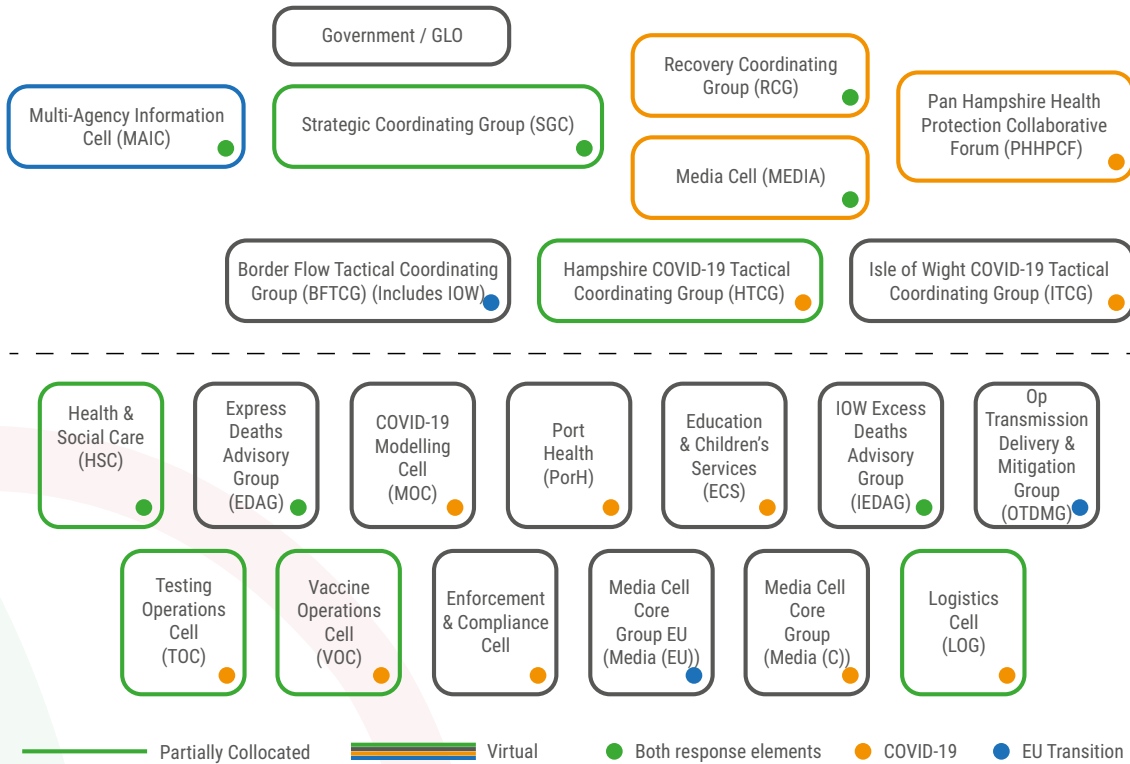 Government / GLO
Recovery Coordinating
Group (RCG)
Multi-Agency Information
Cell (MAIC)
Strategic Coordinating Group (SGC)
Pan Hampshire Health
Protection Collaborative
Forum (PHHPCF)
Media Cell (MEDIA)
Border Flow Tactical Coordinating
Group (BFTCG) (Includes IOW)
Hampshire COVID-19 Tactical
Coordinating Group (HTCG)
Isle of Wight COVID-19 Tactical
Coordinating Group (ITCG)
Health &
Social Care
(HSC)
Express
Deaths
Advisory
Group
(EDAG)
COVID-19
Modelling
Cell
(MOC)
Port
Health
(PorH)
Education
& Children's
Services
(ECS)
IOW Excess
Deaths
Advisory
Group
(IEDAG)
Op
Transmission
Delivery &
Mitigation
Group
(OTDMG)
Testing
Operations
Cell
(TOC)
Vaccine
Operations
Cell
(VOC)
Enforcement
& Compliance
Cell
Media Cell
Core
Group EU
(Media (EU))
Media Cell
Core
Group
(Media (C))
Logistics
Cell
(LOG)
Partially Collocated
Virtual
Both response elements
COVID-19
EU Transition